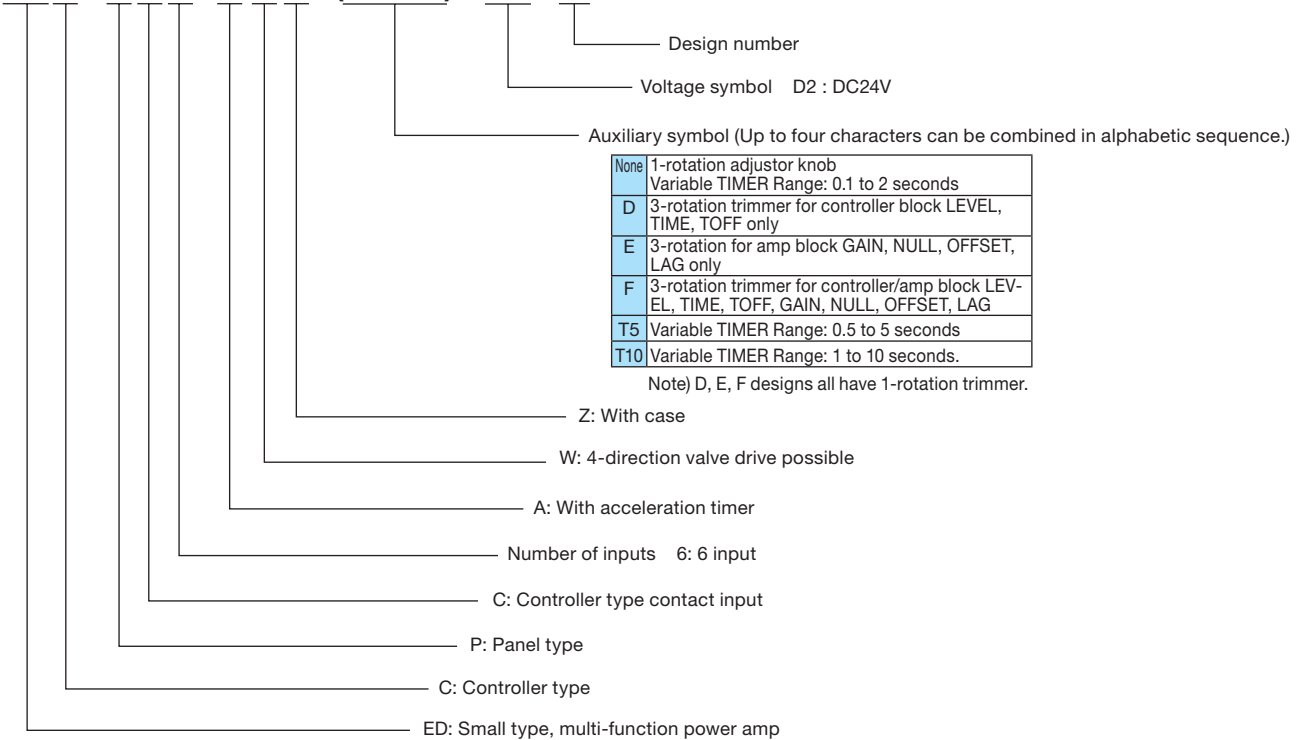 Design number
Voltage symbol D2 : DC24V
Auxiliary symbol (Up to four characters can be combined in alphabetic sequence.)
None 1-rotation adjustor knob
Variable TIMER Range: 0.1 to 2 seconds
D 3-rotation trimmer for controller block LEVEL,
TIME, TOFF only
E 3-rotation for amp block GAIN, NULL, OFFSET,
LAG only
F 3-rotation trimmer for controller/amp block LEV-
EL, TIME, TOFF, GAIN, NULL, OFFSET, LAG
T5 Variable TIMER Range: 0.5 to 5 seconds
T10 Variable TIMER Range: 1 to 10 seconds.
Note) D, E, F designs all have 1-rotation trimmer.
Z: With case
W: 4-direction valve drive possible
A: With acceleration timer
Number of inputs 6: 6 input
C: Controller type contact input
P: Panel type
C: Controller type
ED: Small type, multi-function power amp